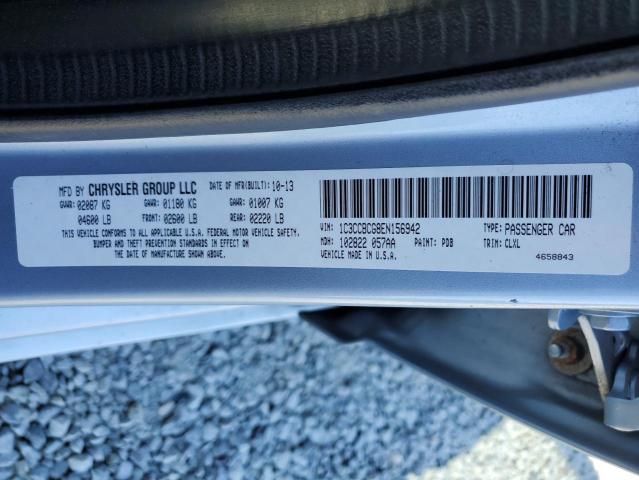 MFD BY CHRYSLER GROUP LLC DATE OF MFR(BUILT): 10-13
GVWR: 02087 KG GAWR: 01180 KG GAWR: 01007 KG
04600 LB FRONT: 02600 LB REAR: 02220 LB
THIS VEHICLE CONFORMS TO ALL APPLICABLE U.S.A. FEDERAL MOTOR VEHICLE SAFETY,
BUMPER AND THEFT PREVENTION STANDARDS IN EFFECT ON
THE DATE OF MANUFACTURE SHOWN ABOVE.
VIN: 1C3CCBCG8EN156942 TYPE: PASSENGER CAR
MDH: 102822 057AA PAINT: PDB TRIM: CLXL
VEHICLE MADE IN U.S.A. 4658843